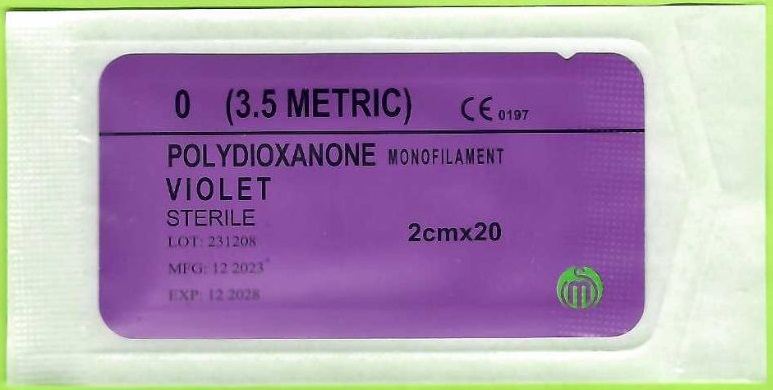 0 (3.5 METRIC) CE 0197
POLYDIOXANONE MONOFILAMENT
VIOLET
STERILE
2cmx20
LOT: 231208
MFG: 12 2023
EXP: 12 2028
m